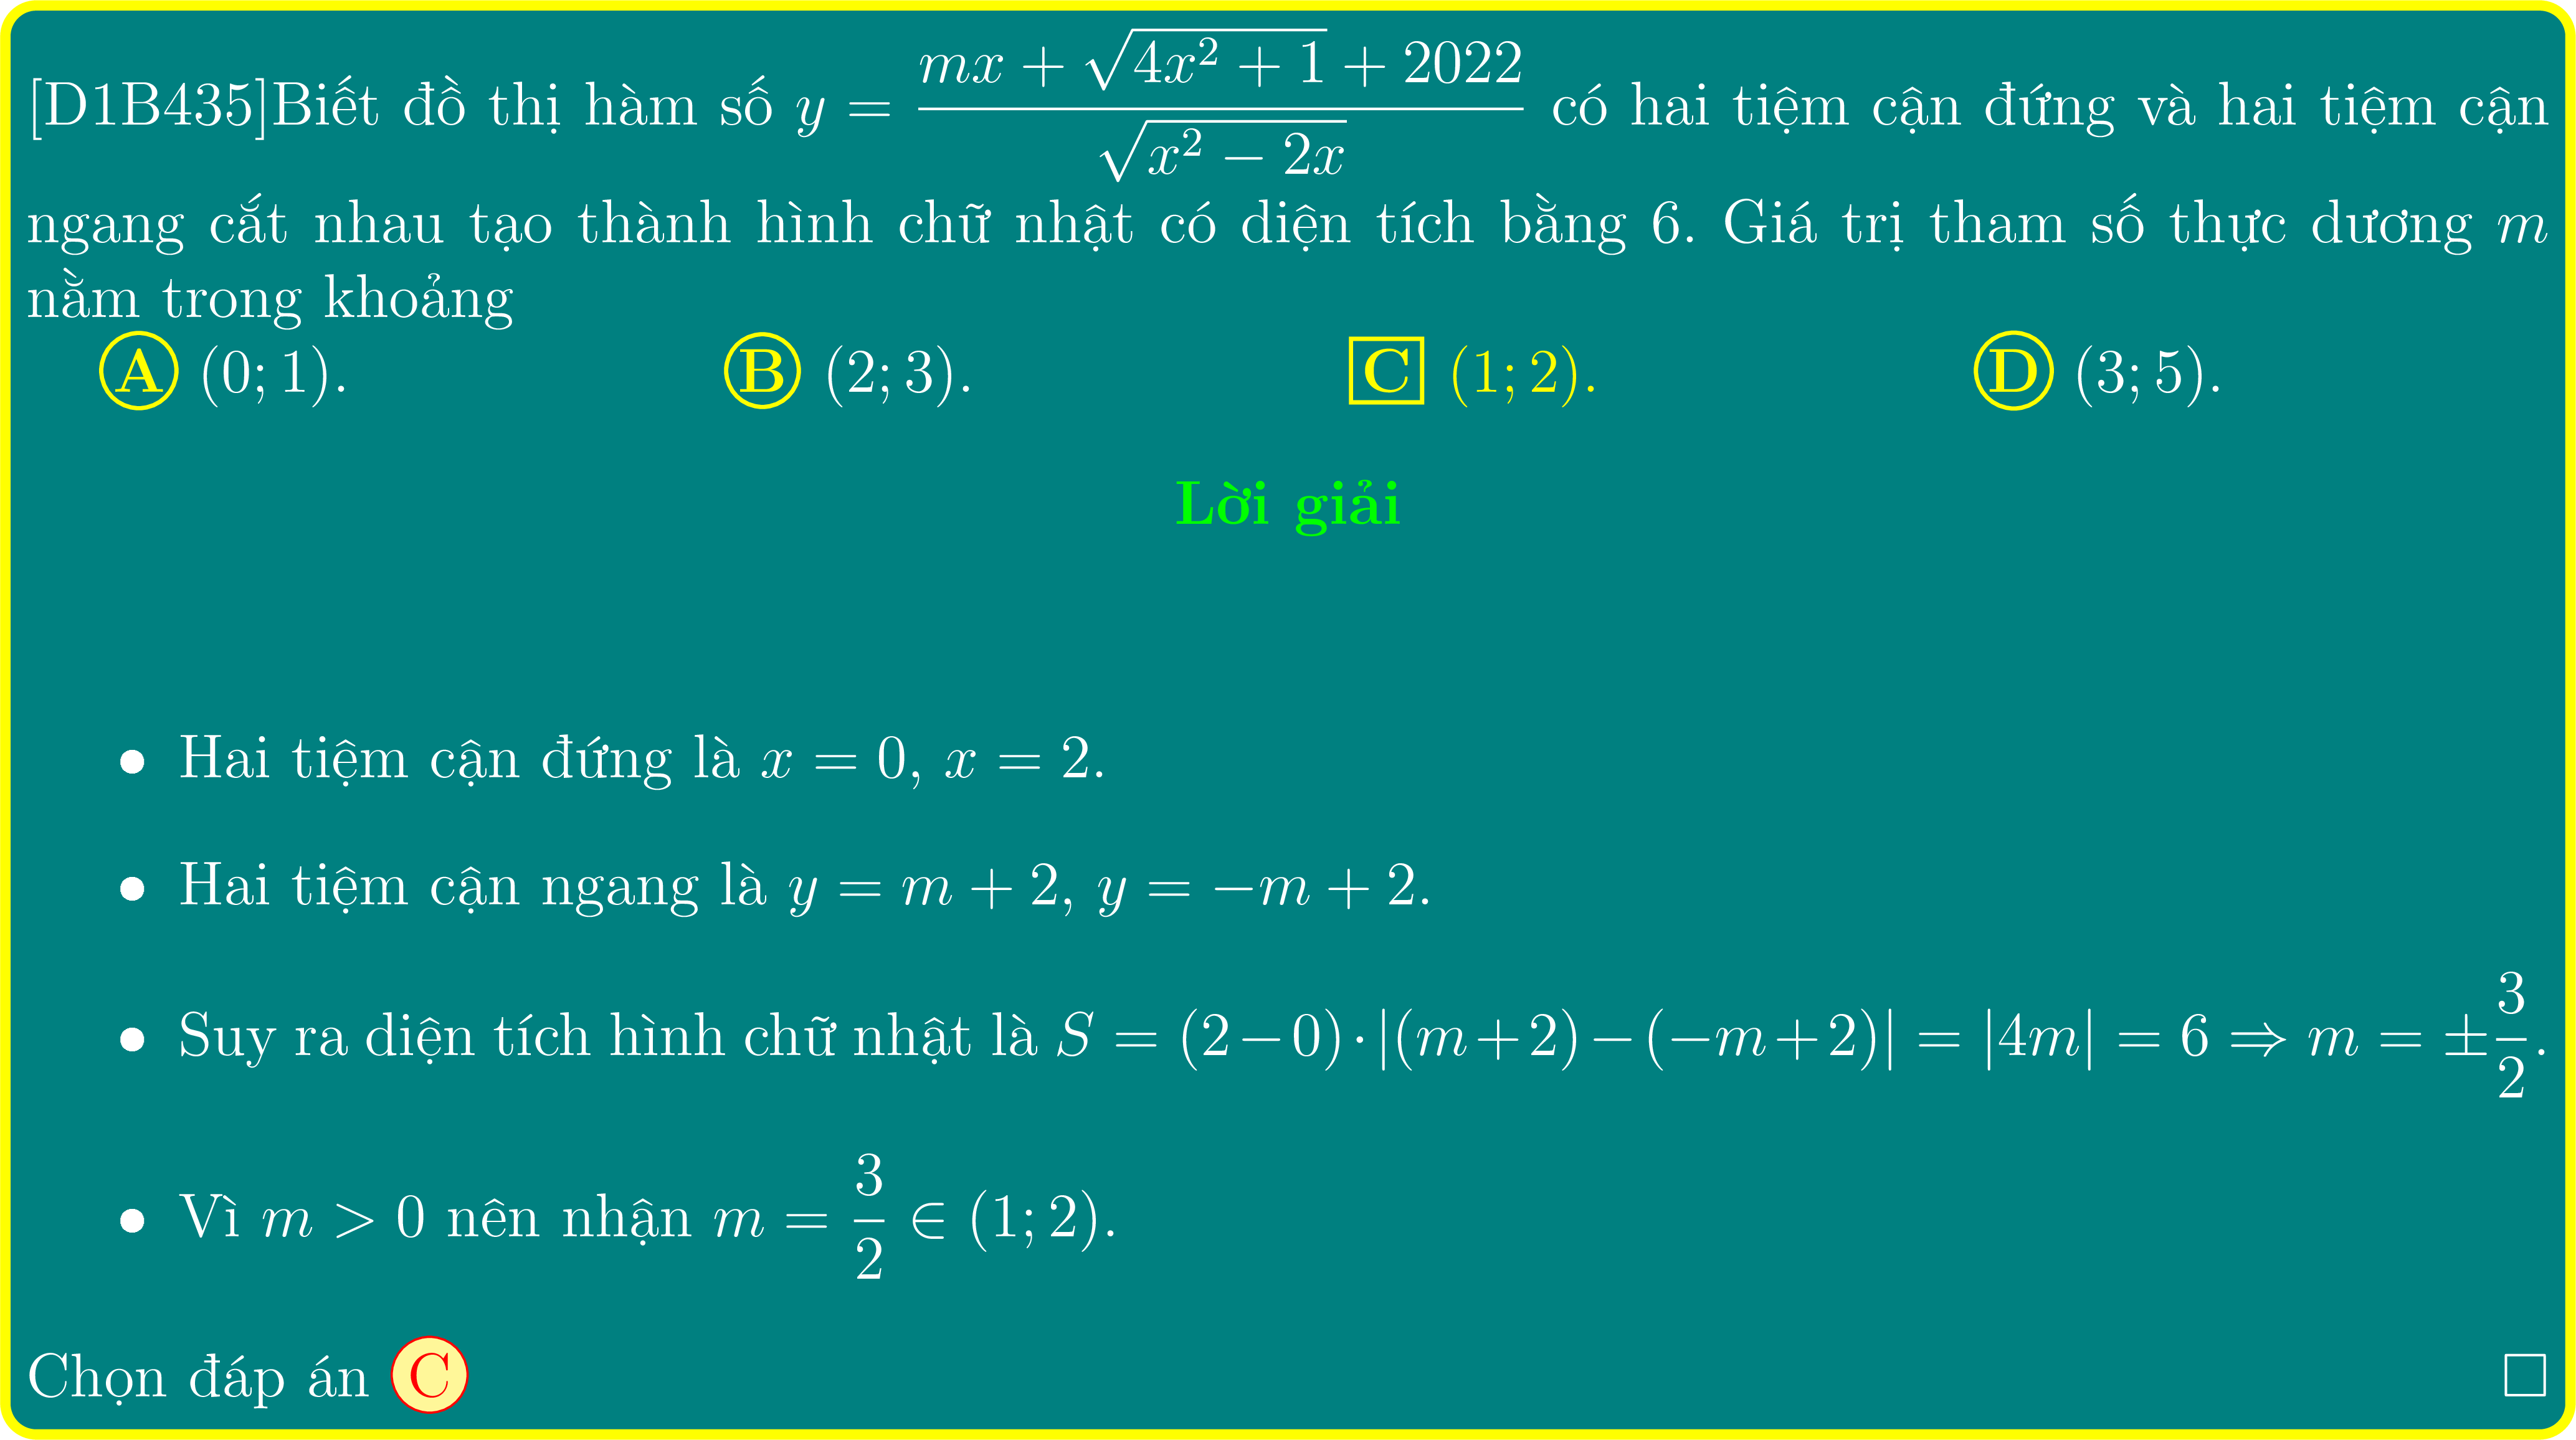 [D1B435]Biết đồ thị hàm số y = \frac{mx + \sqrt{4x^2 + 1} + 2022}{\sqrt{x^2 - 2x}} có hai tiệm cận đứng và hai tiệm cận
ngang cắt nhau tạo thành hình chữ nhật có diện tích bằng 6. Giá trị tham số thực dương m
nằm trong khoảng
A (0; 1). B (2; 3). C (1; 2). D (3; 5).
Lời giải
• Hai tiệm cận đứng là x = 0, x = 2.
• Hai tiệm cận ngang là y = m + 2, y = −m + 2.
• Suy ra diện tích hình chữ nhật là S = (2 − 0) · |(m + 2) − (−m + 2)| = |4m| = 6 ⇒ m = ±\frac{3}{2}.
• Vì m > 0 nên nhận m = \frac{3}{2} ∈ (1; 2).
Chọn đáp án C □